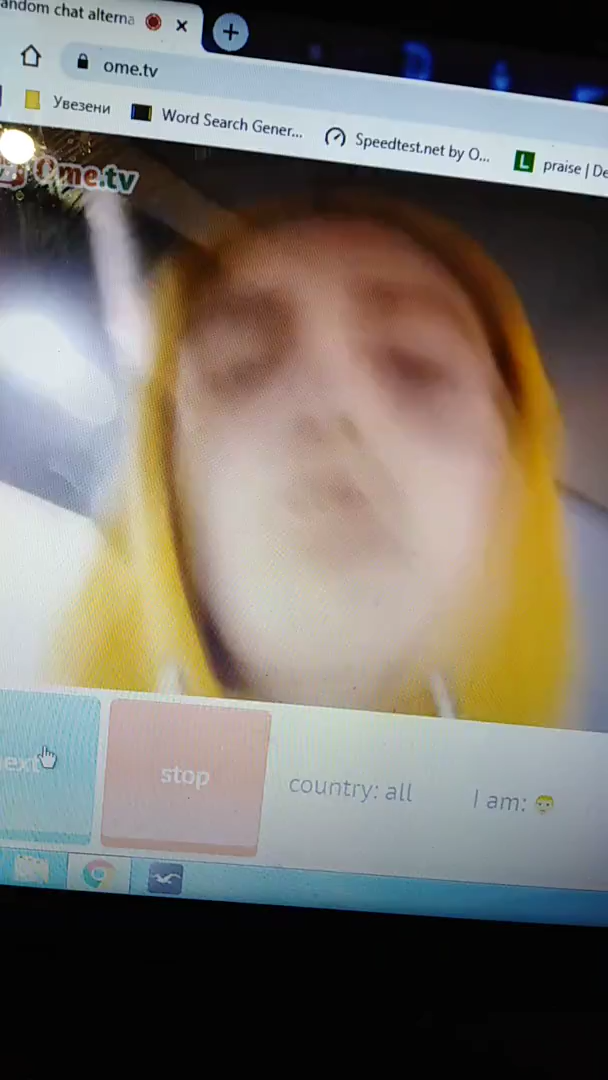 andom chat alterna
ome.tv
Увезени
Word Search Gener...
Speedtest.net by O...
praise | De
Ome.tv
ext
stop
country: all
I am: